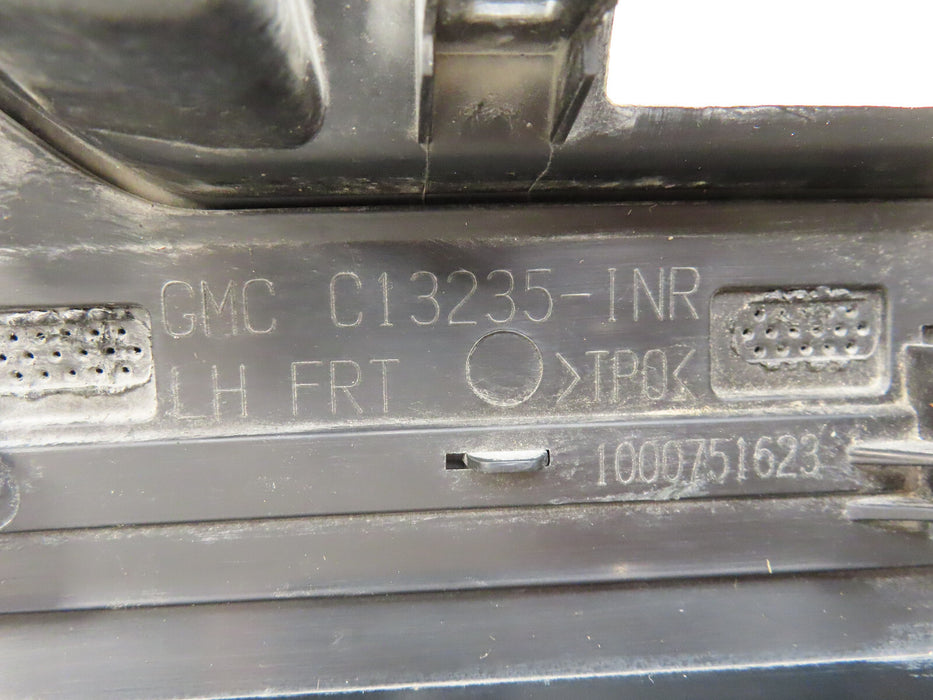 GMC C13235-INR
LH FRT >TPO<
1000751623